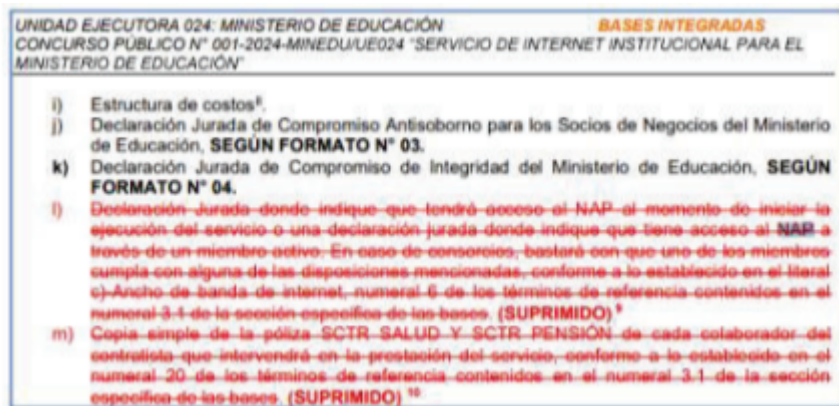 UNIDAD EJECUTORA 024: MINISTERIO DE EDUCACIÓN BASES INTEGRADAS
CONCURSO PÚBLICO N° 001-2024-MINEDU/UE024 "SERVICIO DE INTERNET INSTITUCIONAL PARA EL
MINISTERIO DE EDUCACIÓN"
i) Estructura de costos⁸.
j) Declaración Jurada de Compromiso Antisoborno para los Socios de Negocios del Ministerio
de Educación, SEGÚN FORMATO N° 03.
k) Declaración Jurada de Compromiso de Integridad del Ministerio de Educación, SEGÚN
FORMATO N° 04.
l) Declaración Jurada donde indique que tendrá acceso al NAP al momento de iniciar la
ejecución del servicio o una declaración jurada donde indique que tiene acceso al NAP a
través de un miembro activo. En caso de consorcios, bastará con que uno de los miembros
cumpla con alguna de las disposiciones mencionadas, conforme a lo establecido en el literal
c) Ancho de banda de internet, numeral 6 de los términos de referencia contenidos en el
numeral 3.1 de la sección específica de las bases. (SUPRIMIDO) ⁹
m) Copia simple de la póliza SCTR SALUD Y SCTR PENSIÓN de cada colaborador del
contratista que intervendrá en la prestación del servicio, conforme a lo establecido en el
numeral 20 de los términos de referencia contenidos en el numeral 3.1 de la sección
específica de las bases. (SUPRIMIDO) ¹⁰